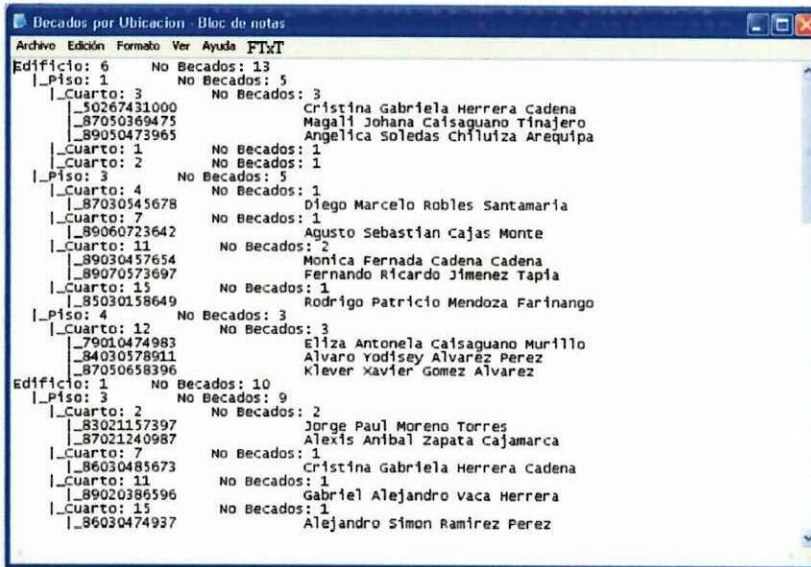 Becados por Ubicacion - Bloc de notas
Archivo Edición Formato Ver Ayuda FTxT
Edificio: 6 No Becados: 13
|_Piso: 1 No Becados: 5
|_Cuarto: 3 No Becados: 3
|_50267431000 Cristina Gabriela Herrera Cadena
|_87050369475 Magali Johana Caisaguano Tinajero
|_89050473965 Angelica Soledas Chiluiza Arequipa
|_Cuarto: 1 No Becados: 1
|_Cuarto: 2 No Becados: 1
|_Piso: 3 No Becados: 5
|_Cuarto: 4 No Becados: 1
|_87030545678 Diego Marcelo Robles Santamaria
|_Cuarto: 7 No Becados: 1
|_89060723642 Agusto Sebastian Cajas Monte
|_Cuarto: 11 No Becados: 2
|_89030457654 Monica Fernada Cadena Cadena
|_89070573697 Fernando Ricardo Jimenez Tapia
|_Cuarto: 15 No Becados: 1
|_85030158649 Rodrigo Patricio Mendoza Farinango
|_Piso: 4 No Becados: 3
|_Cuarto: 12 No Becados: 3
|_79010474983 Eliza Antonela Caisaguano Murillo
|_84030578911 Alvaro Yodisey Alvarez Perez
|_87050658396 Klever Xavier Gomez Alvarez
Edificio: 1 No Becados: 10
|_Piso: 3 No Becados: 9
|_Cuarto: 2 No Becados: 2
|_83021157397 Jorge Paul Moreno Torres
|_87021240987 Alexis Anibal Zapata Cajamarca
|_Cuarto: 7 No Becados: 1
|_86030485673 Cristina Gabriela Herrera Cadena
|_Cuarto: 11 No Becados: 1
|_89020386596 Gabriel Alejandro Vaca Herrera
|_Cuarto: 15 No Becados: 1
|_86030474937 Alejandro Simon Ramirez Perez